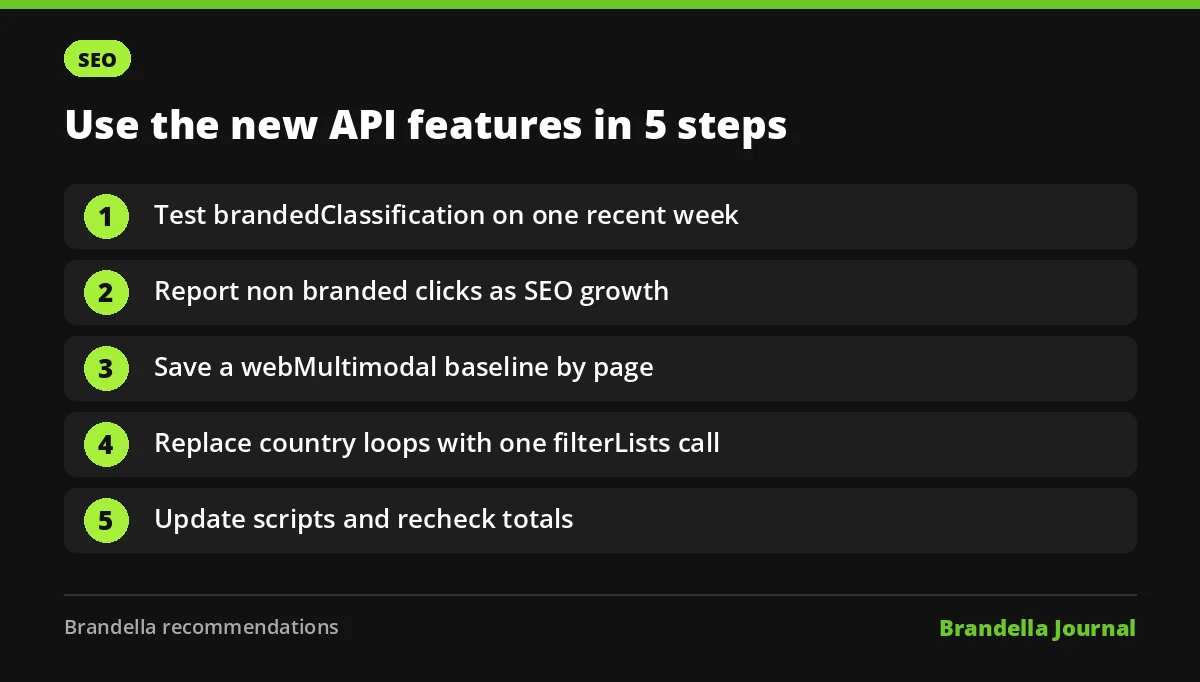 SEO
Use the new API features in 5 steps
1 Test brandedClassification on one recent week
2 Report non branded clicks as SEO growth
3 Save a webMultimodal baseline by page
4 Replace country loops with one filterLists call
5 Update scripts and recheck totals
Brandella recommendations
Brandella Journal